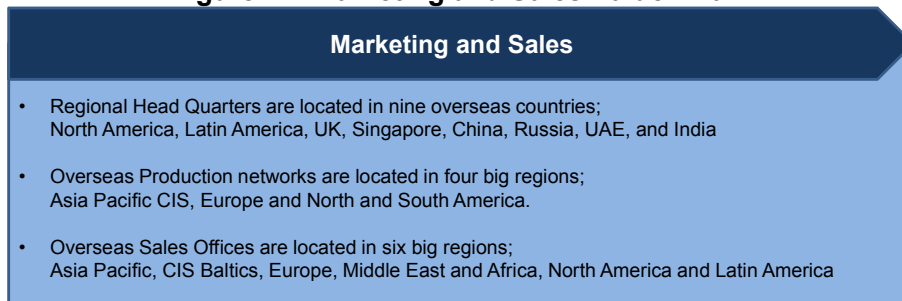 Marketing and Sales
• Regional Head Quarters are located in nine overseas countries;
North America, Latin America, UK, Singapore, China, Russia, UAE, and India
• Overseas Production networks are located in four big regions;
Asia Pacific CIS, Europe and North and South America.
• Overseas Sales Offices are located in six big regions;
Asia Pacific, CIS Baltics, Europe, Middle East and Africa, North America and Latin America